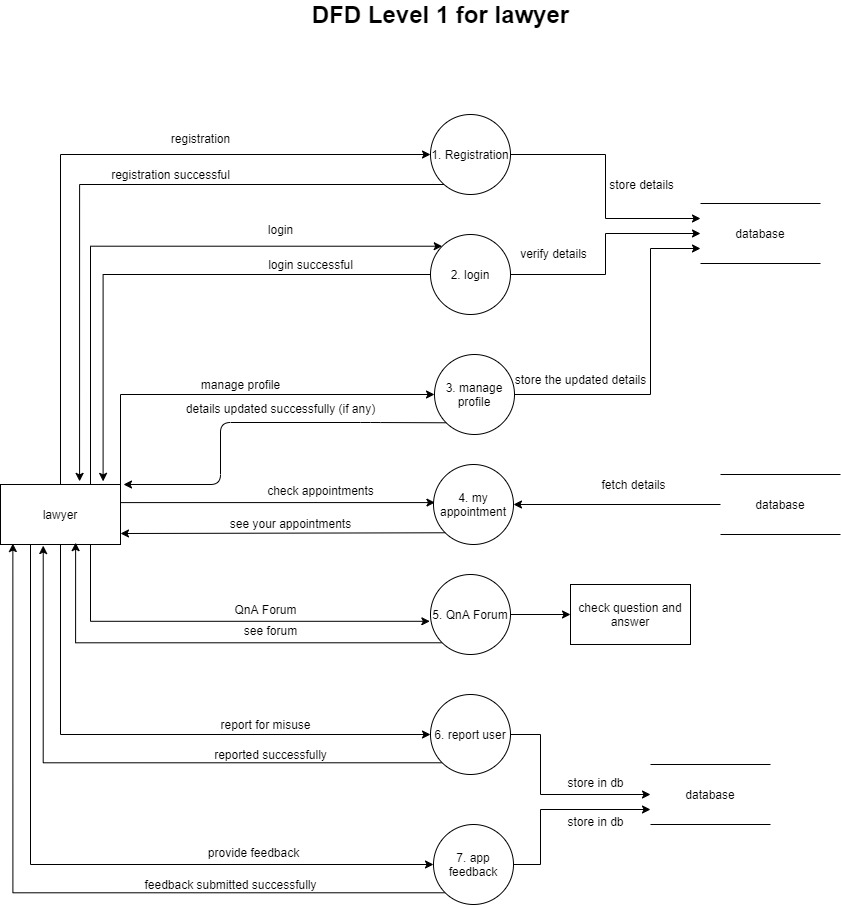 DFD Level 1 for lawyer
registration
1. Registration
registration successful
store details
login
database
verify details
login successful
2. login
manage profile
3. manage
profile
store the updated details
details updated successfully (if any)
check appointments
4. my
appointment
fetch details
database
lawyer
see your appointments
QnA Forum
5. QnA Forum
check question and
answer
see forum
report for misuse
6. report user
reported successfully
store in db
database
store in db
provide feedback
7. app
feedback
feedback submitted successfully